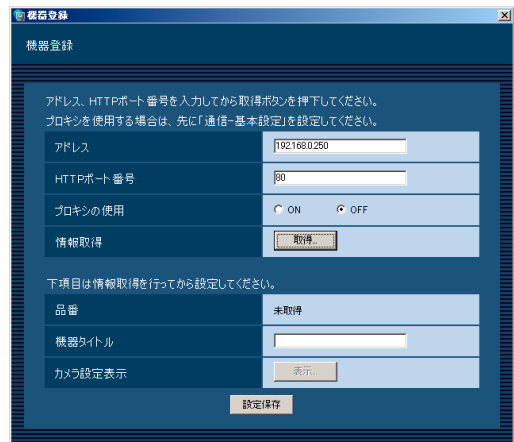 機器登録
機器登録
アドレス、HTTPポート番号を入力してから取得ボタンを押下してください。
プロキシを使用する場合は、先に「通信-基本設定」を設定してください。
アドレス 192.168.0.250
HTTPポート番号 80
プロキシの使用 ON OFF
情報取得 取得...
下項目は情報取得を行ってから設定してください。
品番 未取得
機器タイトル
カメラ設定表示 表示...
設定保存